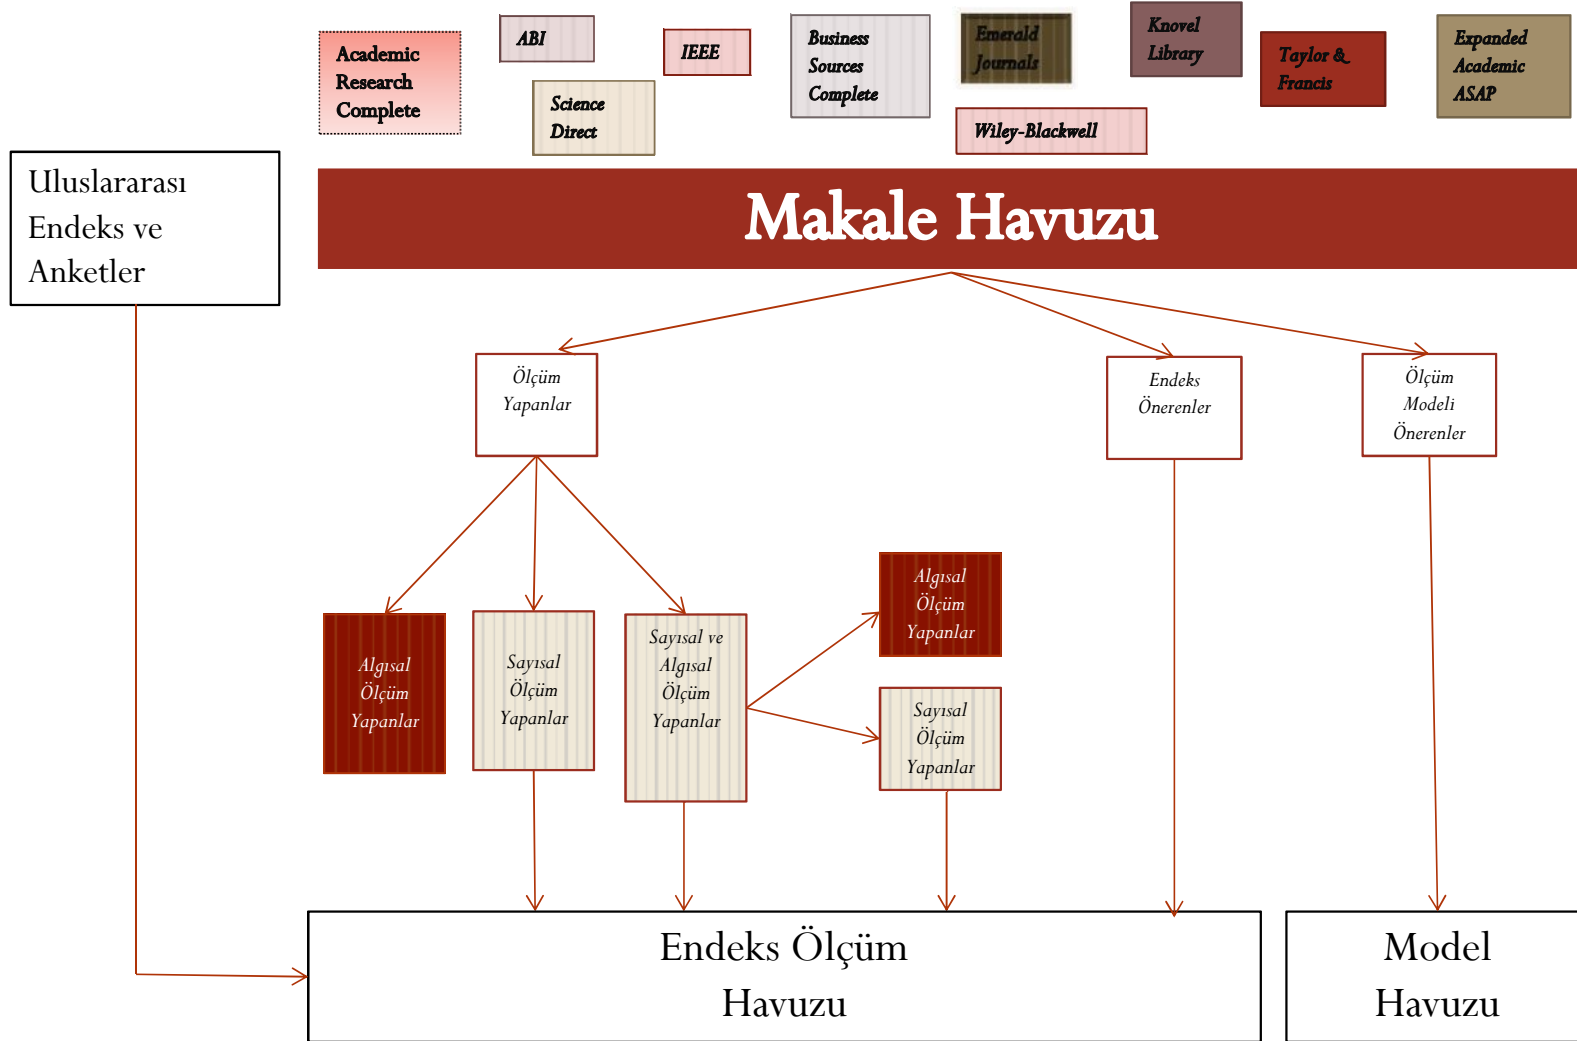 Academic
Research
Complete
ABI
Science
Direct
IEEE
Business
Sources
Complete
Emerald
Journals
Wiley-Blackwell
Knovel
Library
Taylor &
Francis
Expanded
Academic
ASAP
Uluslararası
Endeks ve
Anketler
Makale Havuzu
Ölçüm
Yapanlar
Endeks
Önerenler
Ölçüm
Modeli
Önerenler
Algısal
Ölçüm
Yapanlar
Sayısal
Ölçüm
Yapanlar
Sayısal ve
Algısal
Ölçüm
Yapanlar
Algısal
Ölçüm
Yapanlar
Sayısal
Ölçüm
Yapanlar
Endeks Ölçüm
Havuzu
Model
Havuzu